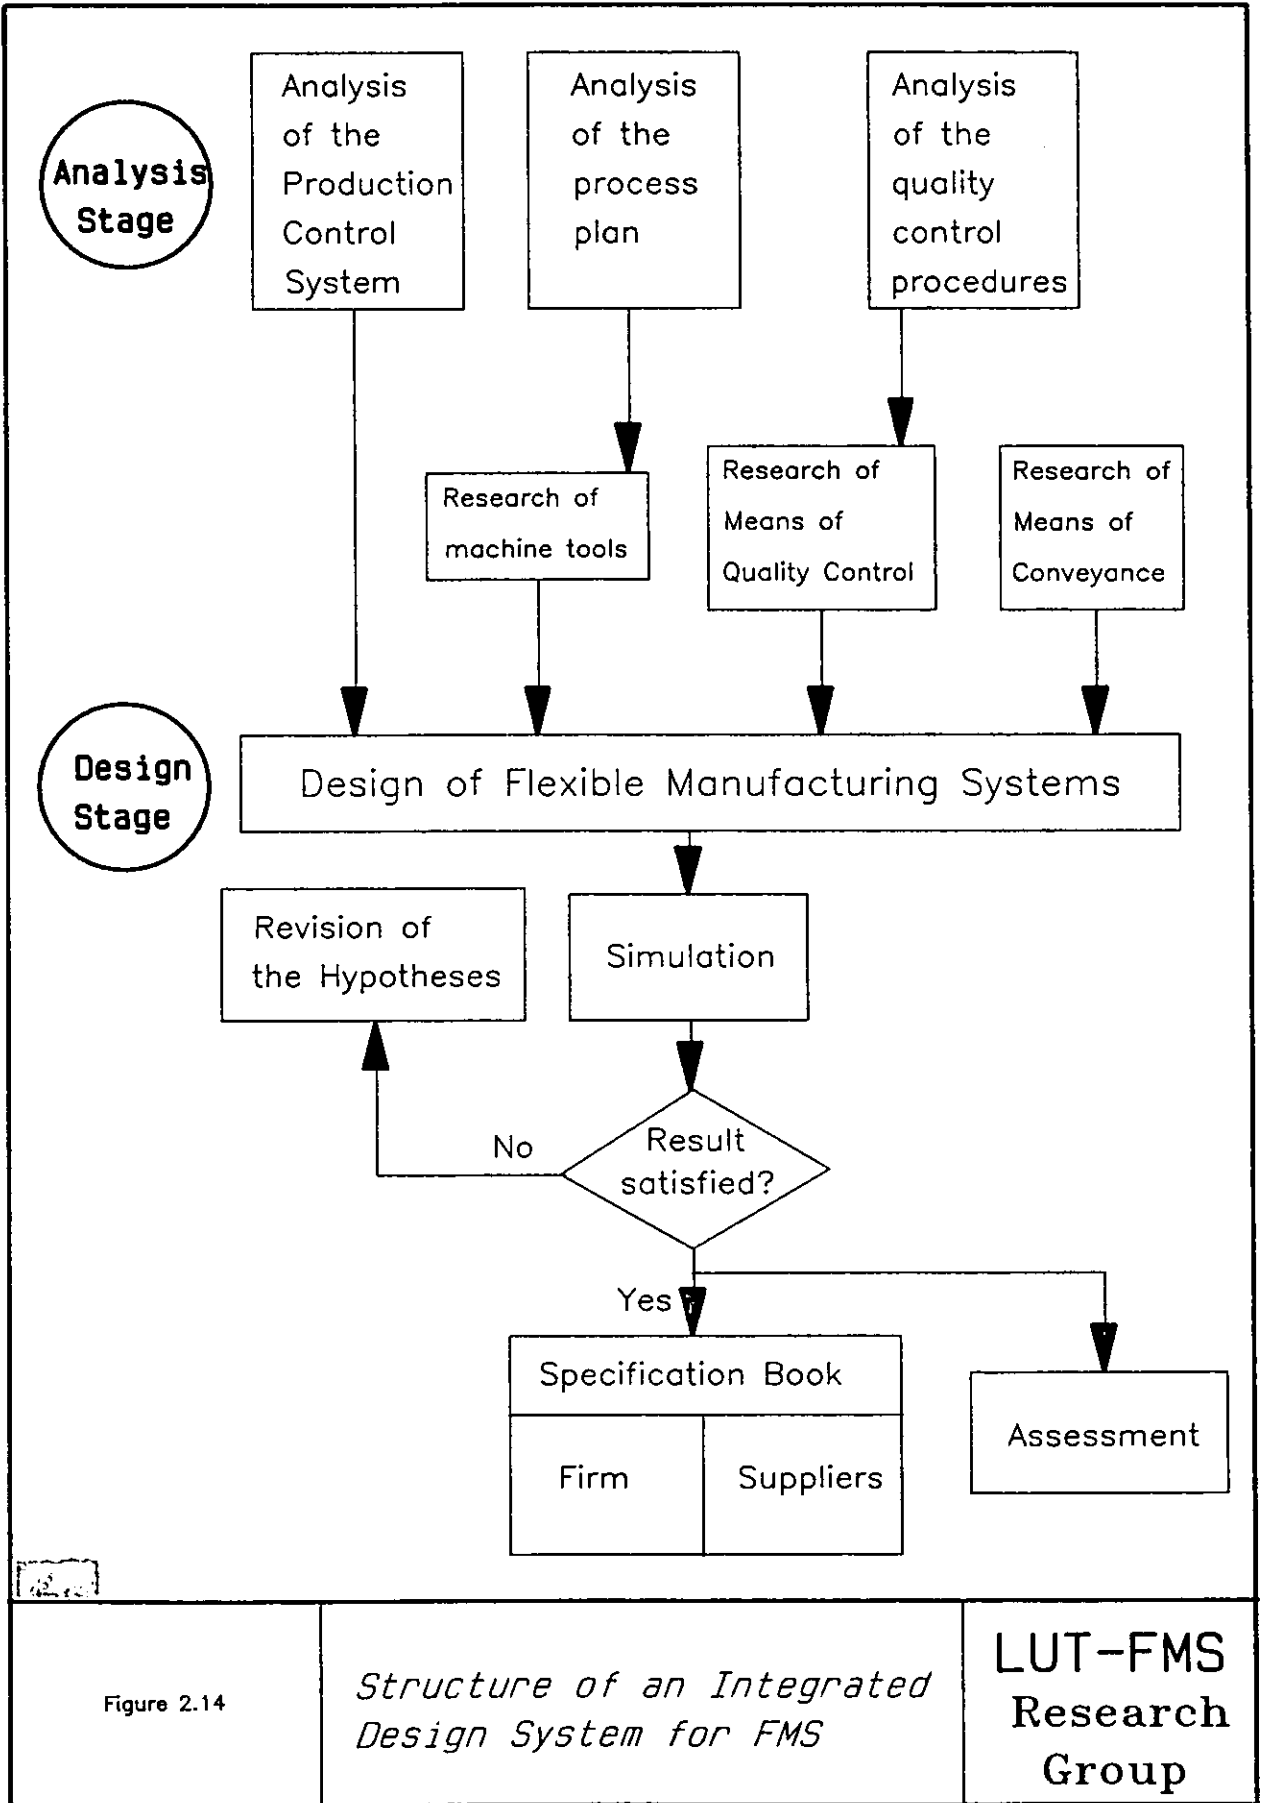 Analysis
Stage
Analysis
of the
Production
Control
System
Analysis
of the
process
plan
Analysis
of the
quality
control
procedures
Research of
machine tools
Research of
Means of
Quality Control
Research of
Means of
Conveyance
Design
Stage
Design of Flexible Manufacturing Systems
Revision of
the Hypotheses
Simulation
Result
satisfied?
No
Yes
Specification Book
Firm
Suppliers
Assessment
Figure 2.14
Structure of an Integrated
Design System for FMS
LUT-FMS
Research
Group